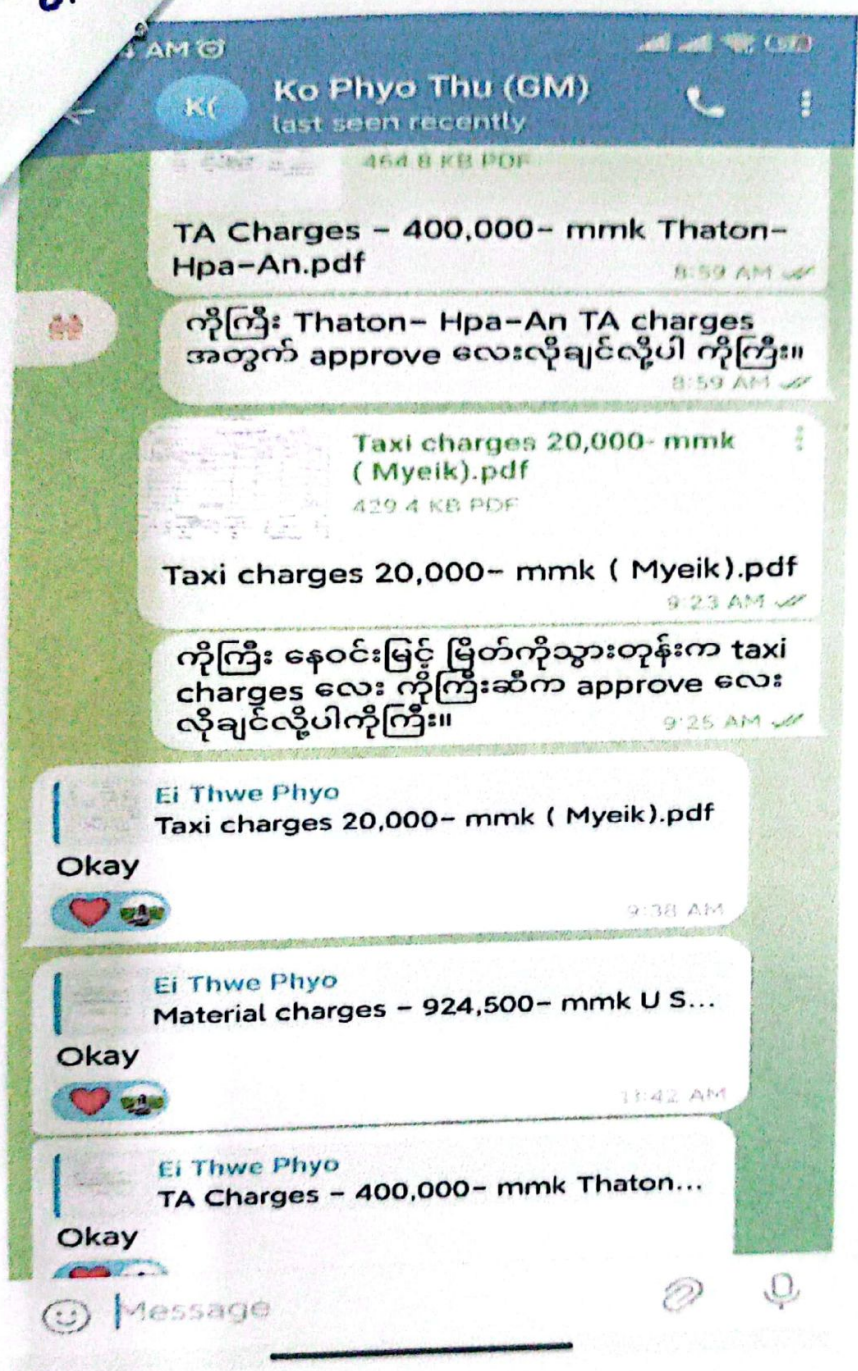 AM
K(
Ko Phyo Thu (GM)
last seen recently
464.8 KB PDF
TA Charges - 400,000- mmk Thaton-
Hpa-An.pdf
8:59 AM
ကိုကြီး Thaton- Hpa-An TA charges
အတွက် approve လေးလိုချင်လို့ပါ ကိုကြီး။
8:59 AM
Taxi charges 20,000- mmk
( Myeik).pdf
429.4 KB PDF
Taxi charges 20,000- mmk ( Myeik).pdf
9:23 AM
ကိုကြီး နေဝင်းမြင့် မြိတ်ကိုသွားတုန်းက taxi
charges လေး ကိုကြီးဆီက approve လေး
လိုချင်လို့ပါကိုကြီး။
9:25 AM
Ei Thwe Phyo
Taxi charges 20,000- mmk ( Myeik).pdf
Okay
9:38 AM
Ei Thwe Phyo
Material charges - 924,500- mmk U S...
Okay
11:42 AM
Ei Thwe Phyo
TA Charges - 400,000- mmk Thaton...
Okay
Message